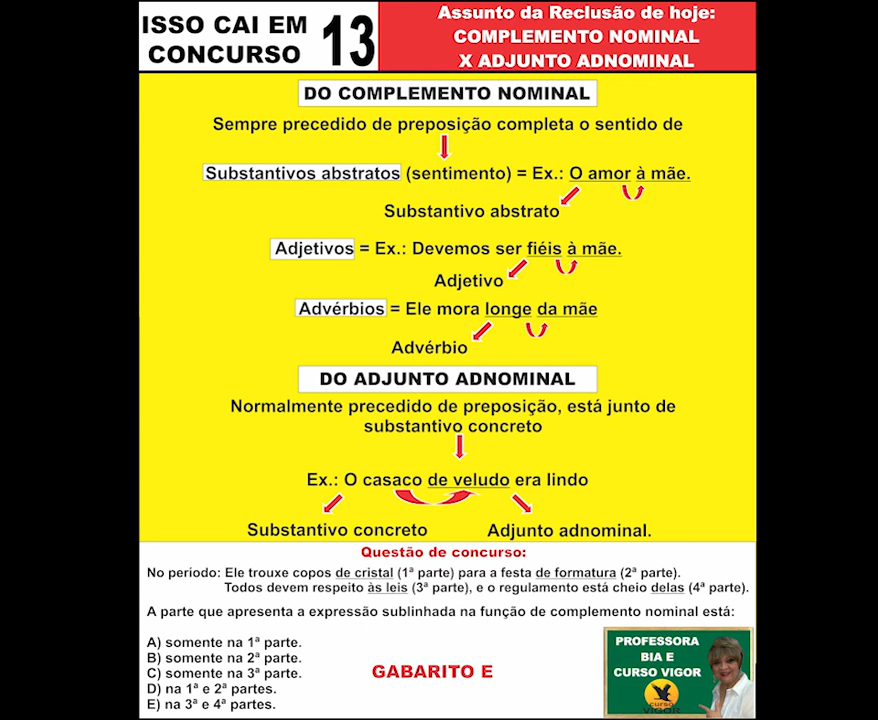 ISSO CAI EM
CONCURSO
13
Assunto da Reclusão de hoje:
COMPLEMENTO NOMINAL
X ADJUNTO ADNOMINAL
DO COMPLEMENTO NOMINAL
Sempre precedido de preposição completa o sentido de
Substantivos abstratos (sentimento) = Ex.: O amor à mãe.
Substantivo abstrato
Adjetivos = Ex.: Devemos ser fiéis à mãe.
Adjetivo
Advérbios = Ele mora longe da mãe
Advérbio
DO ADJUNTO ADNOMINAL
Normalmente precedido de preposição, está junto de
substantivo concreto
Ex.: O casaco de veludo era lindo
Substantivo concreto Adjunto adnominal.
Questão de concurso:
No período: Ele trouxe copos de cristal (1ª parte) para a festa de formatura (2ª parte).
Todos devem respeito às leis (3ª parte), e o regulamento está cheio delas (4ª parte).
A parte que apresenta a expressão sublinhada na função de complemento nominal está:
A) somente na 1ª parte.
B) somente na 2ª parte.
C) somente na 3ª parte.
D) na 1ª e 2ª partes.
E) na 3ª e 4ª partes.
GABARITO E
PROFESSORA
BIA E
CURSO VIGOR
CURSO
VIGOR